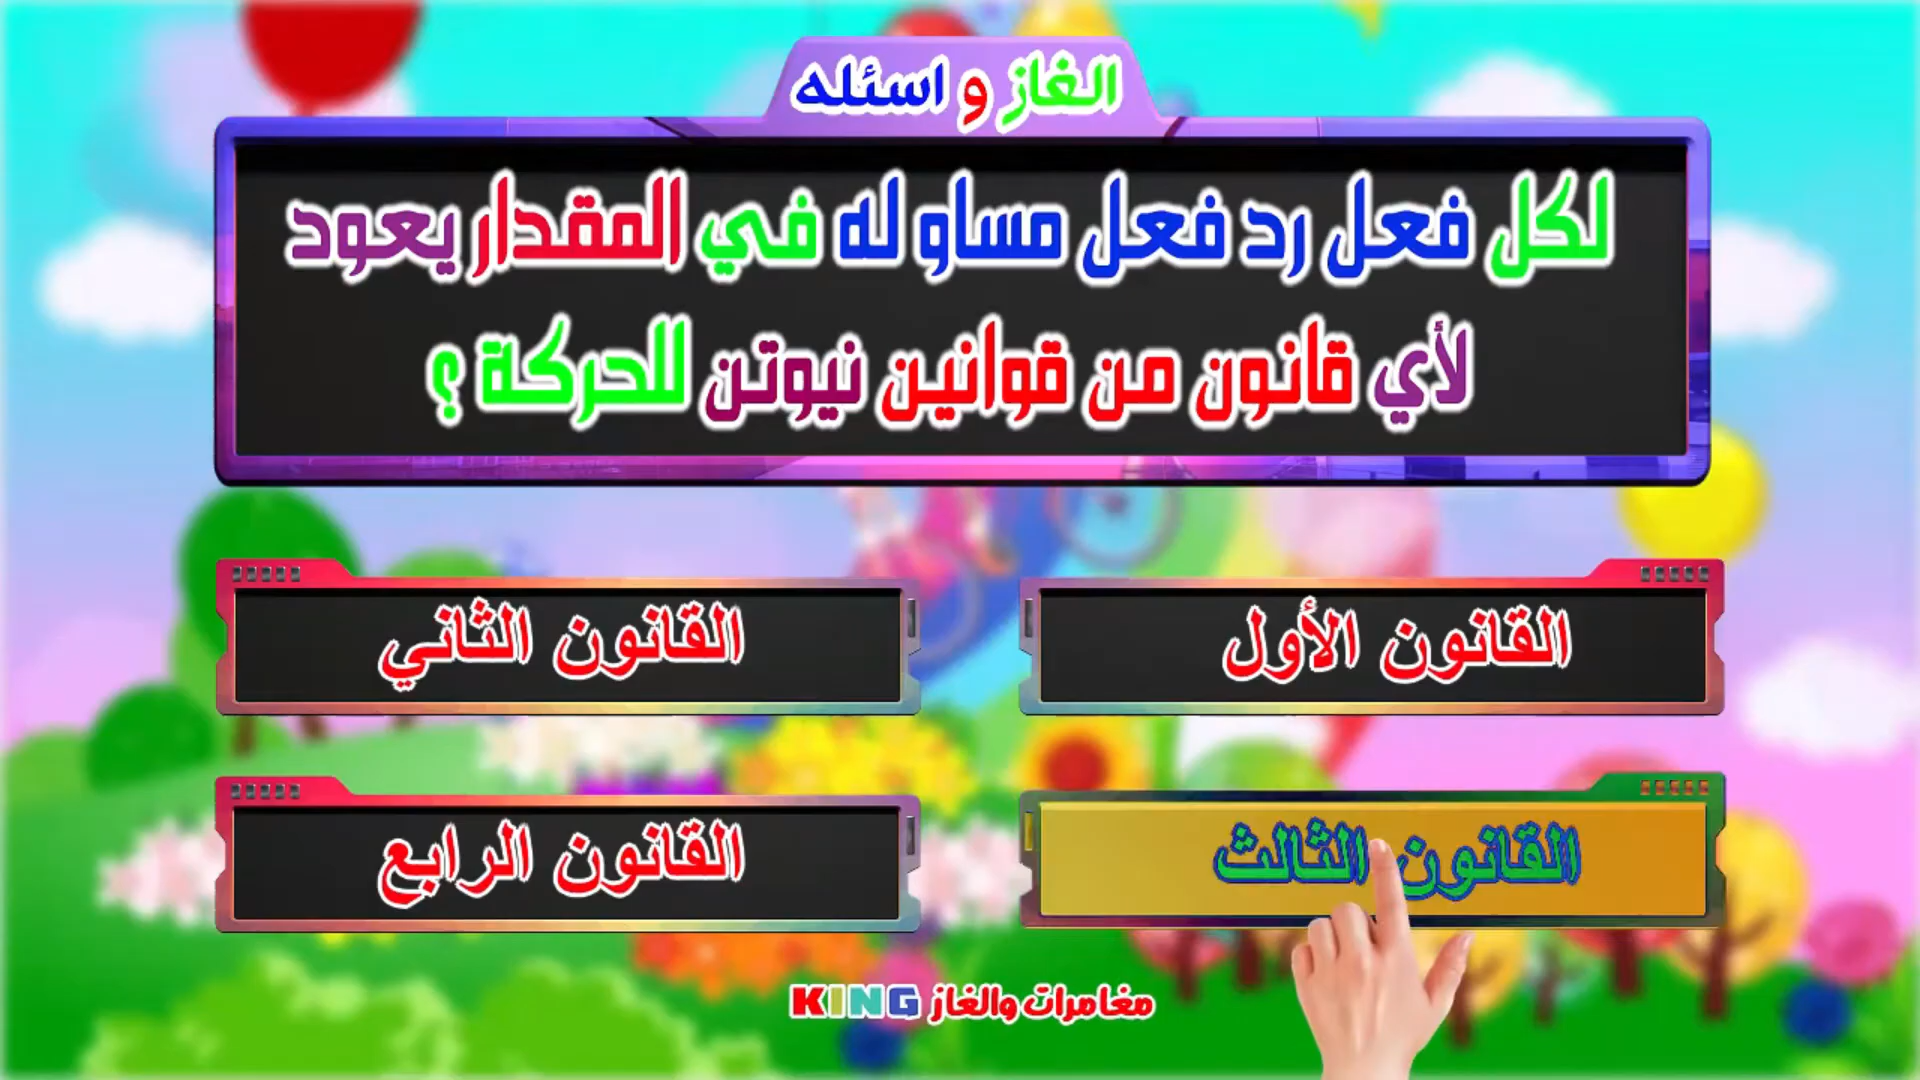 الغاز و اسئله
لكل فعل رد فعل مساو له في المقدار يعود
لأي قانون من قوانين نيوتن للحركة ؟
القانون الأول
القانون الثاني
القانون الثالث
القانون الرابع
مغامرات والغاز KING